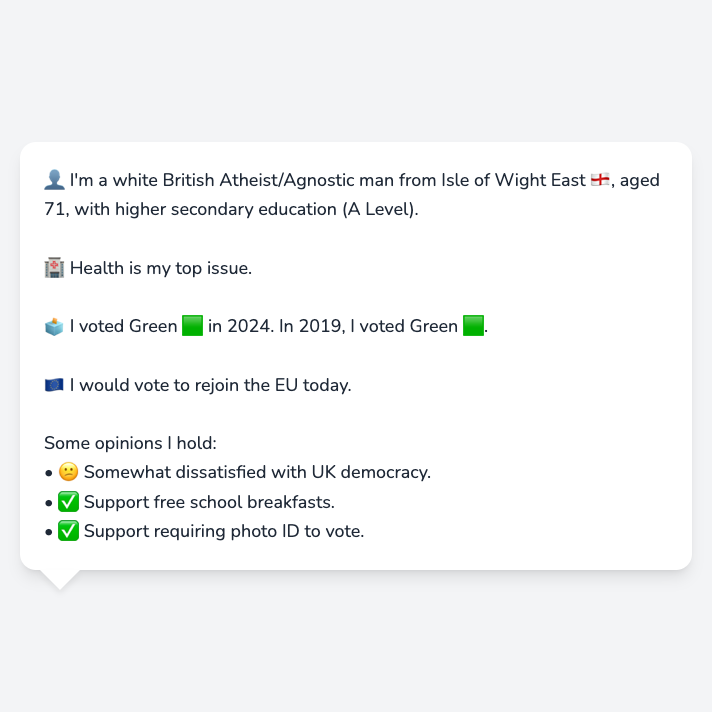 👤 I'm a white British Atheist/Agnostic man from Isle of Wight East 🏴󠁧󠁢󠁥󠁮󠁧󠁿, aged
71, with higher secondary education (A Level).
🏥 Health is my top issue.
🗳️ I voted Green 🟩 in 2024. In 2019, I voted Green 🟩.
🇪🇺 I would vote to rejoin the EU today.
Some opinions I hold:
• 😕 Somewhat dissatisfied with UK democracy.
• ✅ Support free school breakfasts.
• ✅ Support requiring photo ID to vote.